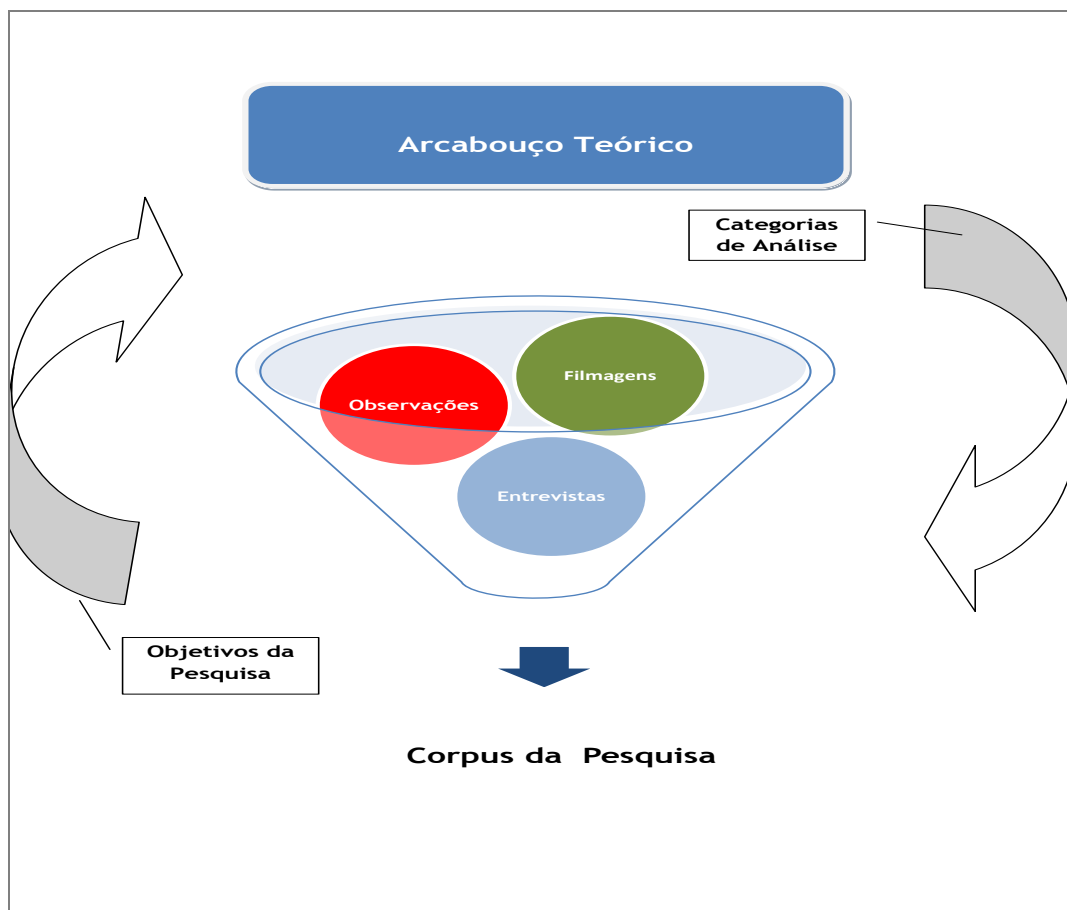 Arcabouço Teórico
Categorias
de Análise
Filmagens
Observações
Entrevistas
Objetivos da
Pesquisa
Corpus da Pesquisa